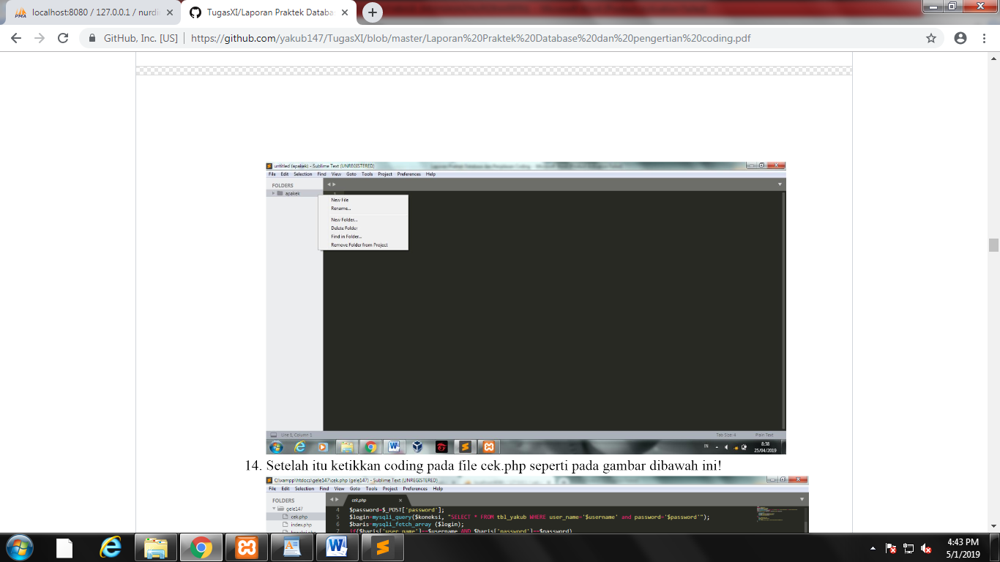 localhost:8080 / 127.0.0.1 / nurdi
TugasXI/Laporan Praktek Databa
GitHub, Inc. [US]
https://github.com/yakub147/TugasXI/blob/master/Laporan%20Praktek%20Database%20dan%20pengertian%20coding.pdf
untitled (apakek) - Sublime Text (UNREGISTERED)
File Edit Selection Find View Goto Tools Project Preferences Help
FOLDERS
apakek
1
New File
Rename...
New Folder...
Delete Folder
Find in Folder...
Remove Folder from Project
Line 1, Column 1
Tab Size: 4
Plain Text
IN
8:38
25/04/2019
14. Setelah itu ketikkan coding pada file cek.php seperti pada gambar dibawah ini!
C:\xampp\htdocs\gele147\cek.php (gele147) - Sublime Text (UNREGISTERED)
File Edit Selection Find View Goto Tools Project Preferences Help
FOLDERS
gele147
cek.php
index.php
cek.php
4 $password=$_POST['password'];
5 $login=mysqli_query($koneksi, "SELECT * FROM tbl_yakub WHERE user_name='$username' and password='$password'");
6 $baris=mysqli_fetch_array ($login);
7 if($baris['user_name']==$username AND $baris['password']==$password)
4:43 PM
5/1/2019